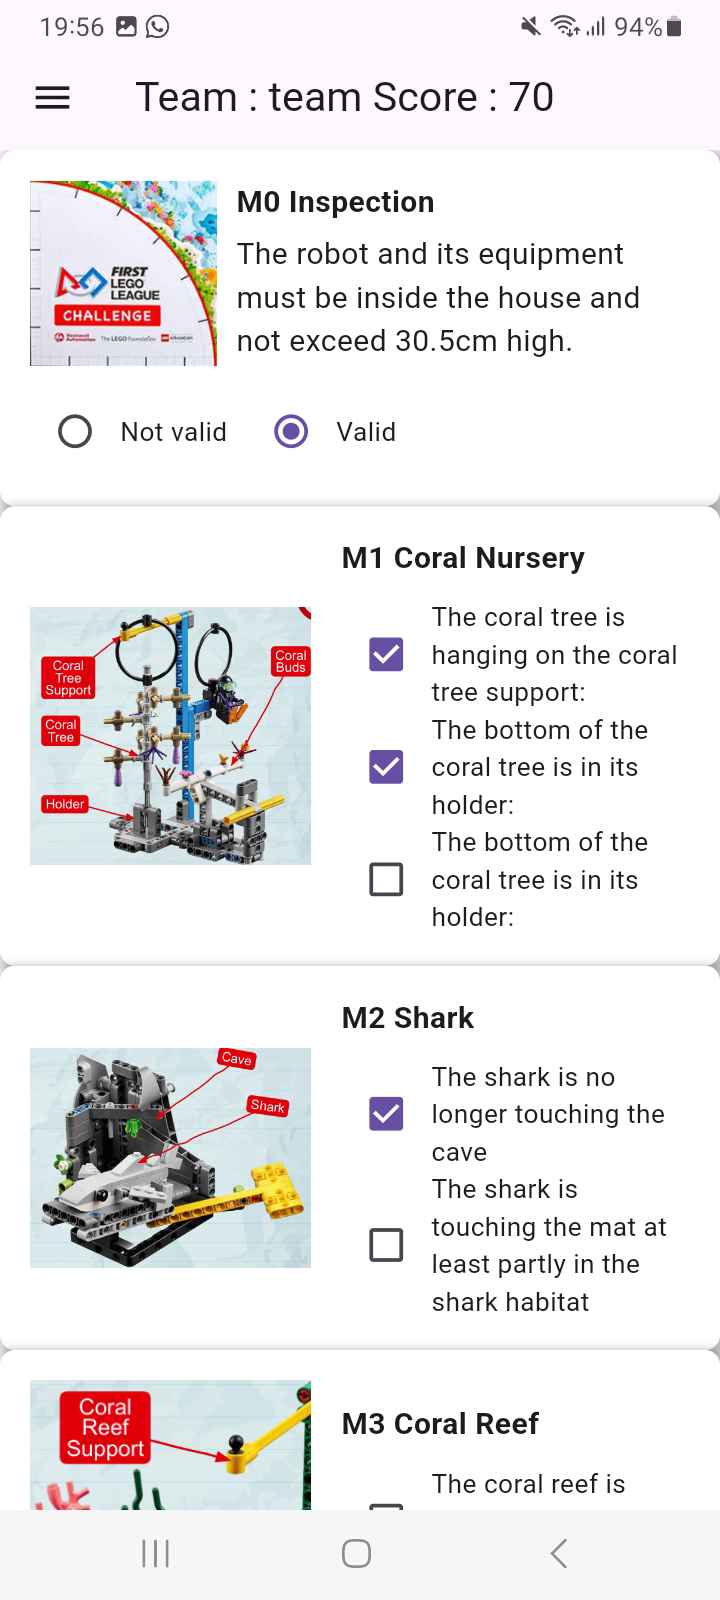 19:56
94%
Team : team Score : 70
M0 Inspection
The robot and its equipment
must be inside the house and
not exceed 30.5cm high.
FIRST
LEGO
LEAGUE
CHALLENGE
The LEGO Foundation
Not valid
Valid
M1 Coral Nursery
Coral
Tree
Support
Coral
Buds
Coral
Tree
Holder
The coral tree is
hanging on the coral
tree support:
The bottom of the
coral tree is in its
holder:
The bottom of the
coral tree is in its
holder:
M2 Shark
Cave
Shark
The shark is no
longer touching the
cave
The shark is
touching the mat at
least partly in the
shark habitat
Coral
Reef
Support
M3 Coral Reef
The coral reef is